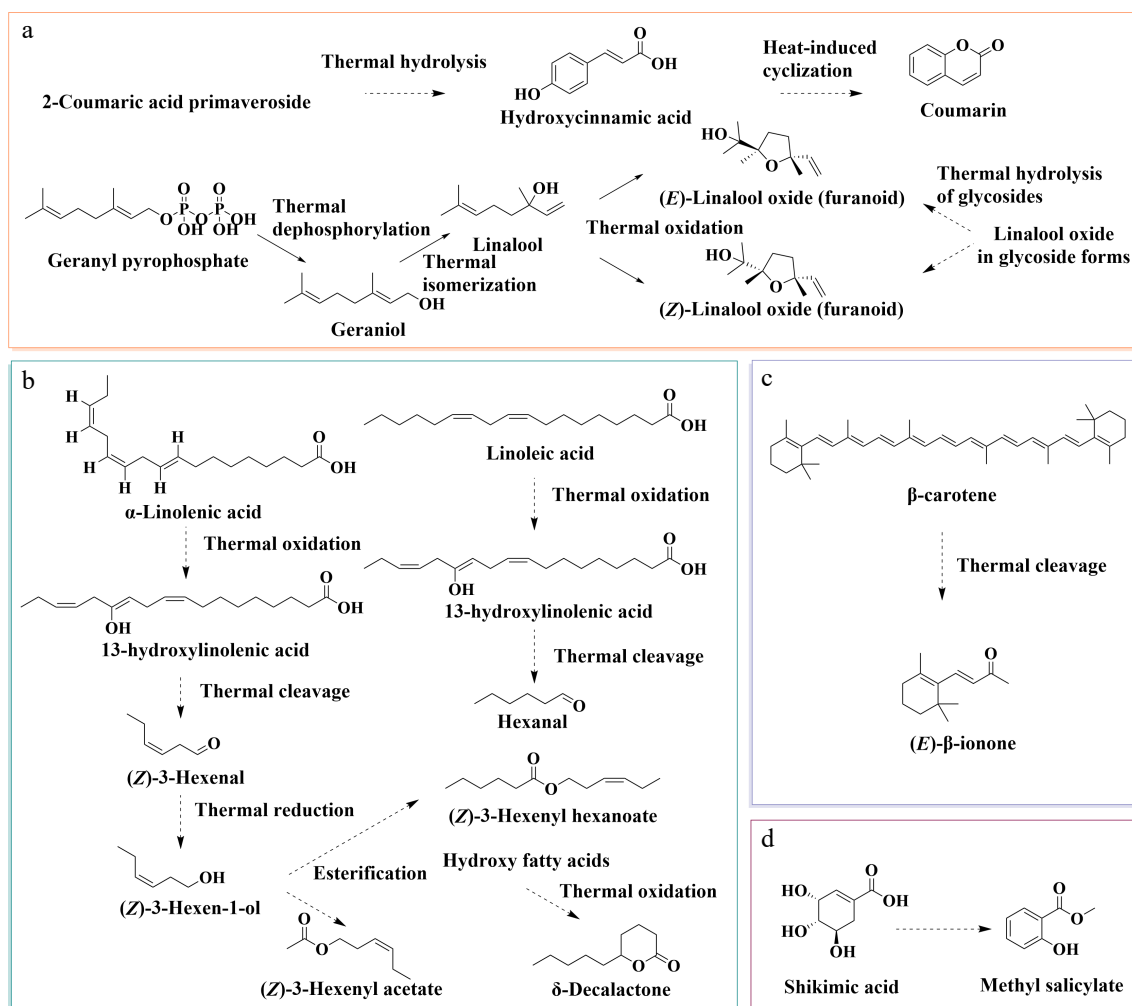 a
Thermal hydrolysis
2-Coumaric acid primaveroside
O
OH
HO
Hydroxycinnamic acid
Heat-induced
cyclization
O
O
Coumarin
O
O
O
P
P
OH
O
OH
OH
Geranyl pyrophosphate
Thermal
dephosphorylation
OH
Geraniol
Thermal
isomerization
OH
Linalool
Thermal oxidation
HO
O
(E)-Linalool oxide (furanoid)
HO
O
(Z)-Linalool oxide (furanoid)
Thermal hydrolysis
of glycosides
Linalool oxide
in glycoside forms
b
H
H
H
H
H
H
O
OH
α-Linolenic acid
Thermal oxidation
O
OH
OH
13-hydroxylinolenic acid
Thermal cleavage
O
(Z)-3-Hexenal
Thermal reduction
OH
(Z)-3-Hexen-1-ol
Esterification
O
O
(Z)-3-Hexenyl acetate
O
OH
Linoleic acid
Thermal oxidation
O
OH
OH
13-hydroxylinolenic acid
Thermal cleavage
O
Hexanal
O
O
(Z)-3-Hexenyl hexanoate
Hydroxy fatty acids
Thermal oxidation
O
O
δ-Decalactone
c
β-carotene
Thermal cleavage
O
(E)-β-ionone
d
O
HO
OH
HO
OH
Shikimic acid
O
O
OH
Methyl salicylate